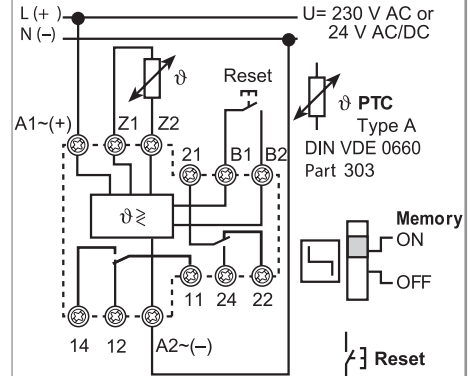 L (+)
U= 230 V AC or
N (–)
24 V AC/DC
ϑ
Reset
ϑ PTC
Type A
DIN VDE 0660
Part 303
A1~(+)
Z1
Z2
21
B1
B2
ϑ≷
Memory
ON
OFF
11
24
22
14
12
A2~(–)
Reset